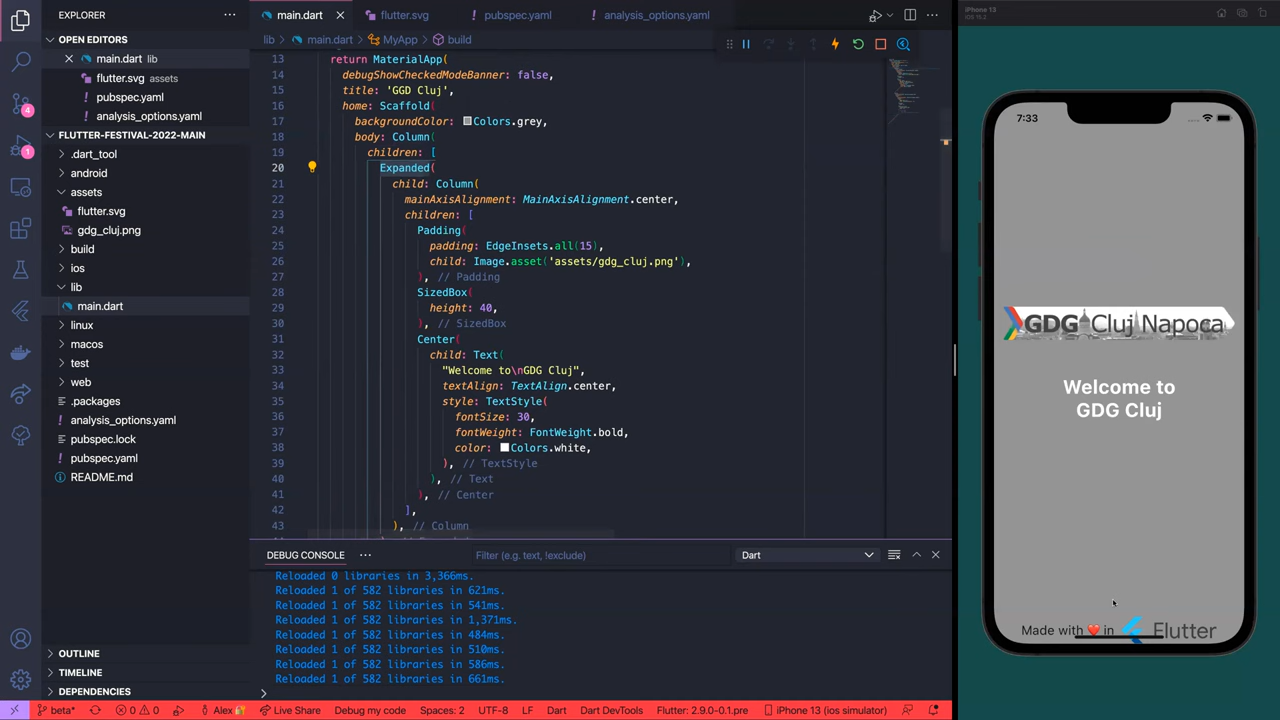 EXPLORER
OPEN EDITORS
main.dart
flutter.svg assets
pubspec.yaml
analysis_options.yaml
FLUTTER-FESTIVAL-2022-MAIN
.dart_tool
android
assets
flutter.svg
gdg_cluj.png
build
ios
lib
main.dart
linux
macos
test
web
.packages
analysis_options.yaml
pubspec.lock
pubspec.yaml
README.md
OUTLINE
TIMELINE
DEPENDENCIES
4
1
main.dart
flutter.svg
pubspec.yaml
analysis_options.yaml
lib > main.dart > MyApp > build
13 return MaterialApp(
14 debugShowCheckedModeBanner: false,
15 title: 'GGD Cluj',
16 home: Scaffold(
17 backgroundColor: Colors.grey,
18 body: Column(
19 children: [
20 Expanded(
21 child: Column(
22 mainAxisAlignment: MainAxisAlignment.center,
23 children: [
24 Padding(
25 padding: EdgeInsets.all(15),
26 child: Image.asset('assets/gdg_cluj.png'),
27 ), // Padding
28 SizedBox(
29 height: 40,
30 ), // SizedBox
31 Center(
32 child: Text(
33 "Welcome to\nGDG Cluj",
34 textAlign: TextAlign.center,
35 style: TextStyle(
36 fontSize: 30,
37 fontWeight: FontWeight.bold,
38 color: Colors.white,
39 ), // TextStyle
40 ), // Text
41 ), // Center
42 ],
43 ), // Column
DEBUG CONSOLE
Filter (e.g. text, !exclude)
Dart
Reloaded 0 libraries in 3,366ms.
Reloaded 1 of 582 libraries in 621ms.
Reloaded 1 of 582 libraries in 541ms.
Reloaded 1 of 582 libraries in 1,371ms.
Reloaded 1 of 582 libraries in 484ms.
Reloaded 1 of 582 libraries in 510ms.
Reloaded 1 of 582 libraries in 586ms.
Reloaded 1 of 582 libraries in 661ms.
beta* 0 0 Alex Live Share Debug my code Spaces: 2 UTF-8 LF Dart Dart DevTools Flutter: 2.9.0-0.1.pre iPhone 13 (ios simulator)
iPhone 13
iOS 15.2
7:33
GDG Cluj Napoca
Welcome to
GDG Cluj
Made with ❤️ in Flutter